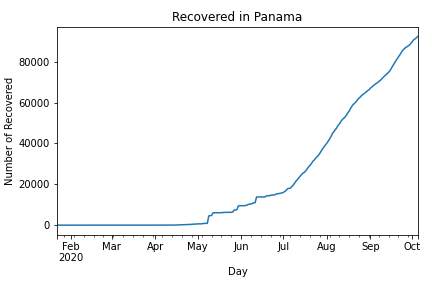 Recovered in Panama
Number of Recovered
80000
60000
40000
20000
0
Feb Mar Apr May Jun Jul Aug Sep Oct
2020
Day